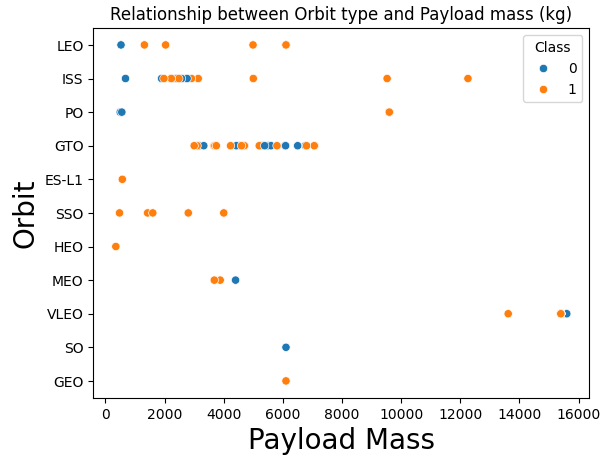 Relationship between Orbit type and Payload mass (kg)
Class
0
1
Orbit
LEO
ISS
PO
GTO
ES-L1
SSO
HEO
MEO
VLEO
SO
GEO
0 2000 4000 6000 8000 10000 12000 14000 16000
Payload Mass